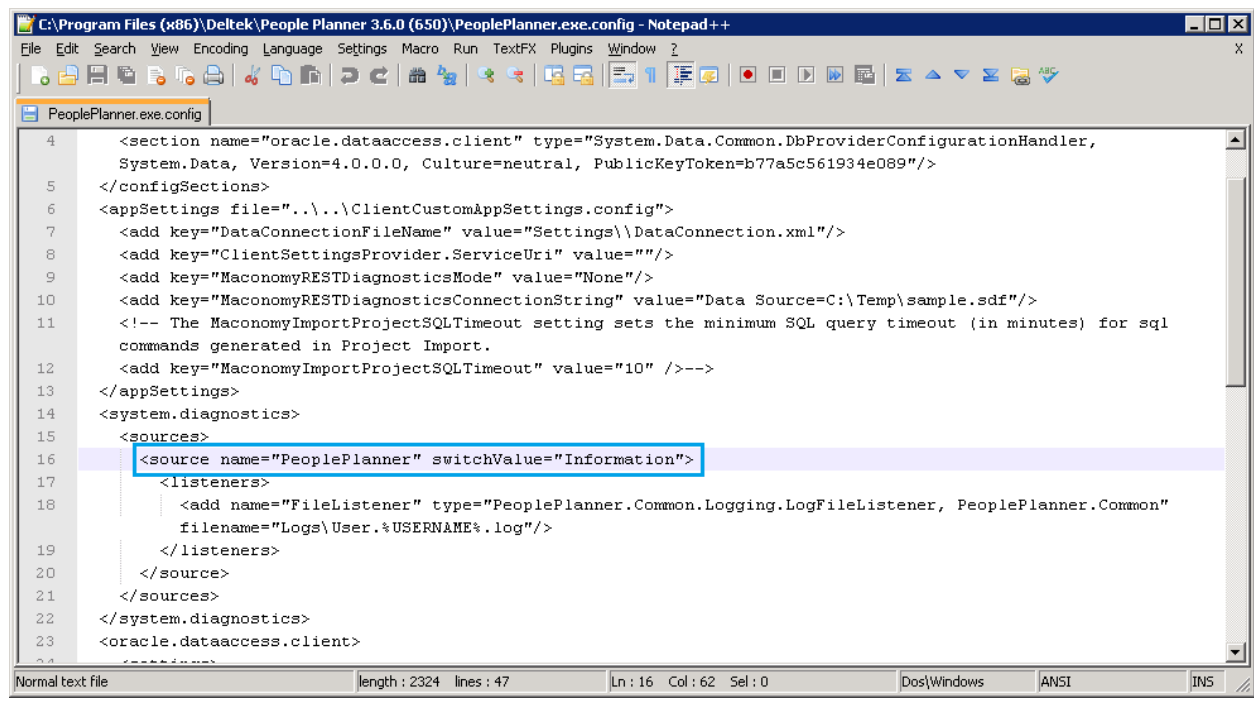 C:\Program Files (x86)\Deltek\People Planner 3.6.0 (650)\PeoplePlanner.exe.config - Notepad++
File Edit Search View Encoding Language Settings Macro Run TextFX Plugins Window ? X
PeoplePlanner.exe.config
4 <section name="oracle.dataaccess.client" type="System.Data.Common.DbProviderConfigurationHandler,
System.Data, Version=4.0.0.0, Culture=neutral, PublicKeyToken=b77a5c561934e089"/>
5 </configSections>
6 <appSettings file="..\..\ClientCustomAppSettings.config">
7 <add key="DataConnectionFileName" value="Settings\\DataConnection.xml"/>
8 <add key="ClientSettingsProvider.ServiceUri" value=""/>
9 <add key="MaconomyRESTDiagnosticsMode" value="None"/>
10 <add key="MaconomyRESTDiagnosticsConnectionString" value="Data Source=C:\Temp\sample.sdf"/>
11 <!-- The MaconomyImportProjectSQLTimeout setting sets the minimum SQL query timeout (in minutes) for sql
commands generated in Project Import.
12 <add key="MaconomyImportProjectSQLTimeout" value="10" />-->
13 </appSettings>
14 <system.diagnostics>
15 <sources>
16 <source name="PeoplePlanner" switchValue="Information">
17 <listeners>
18 <add name="FileListener" type="PeoplePlanner.Common.Logging.LogFileListener, PeoplePlanner.Common"
filename="Logs\User.%USERNAME%.log"/>
19 </listeners>
20 </source>
21 </sources>
22 </system.diagnostics>
23 <oracle.dataaccess.client>
Normal text file length : 2324 lines : 47 Ln : 16 Col : 62 Sel : 0 Dos\Windows ANSI INS